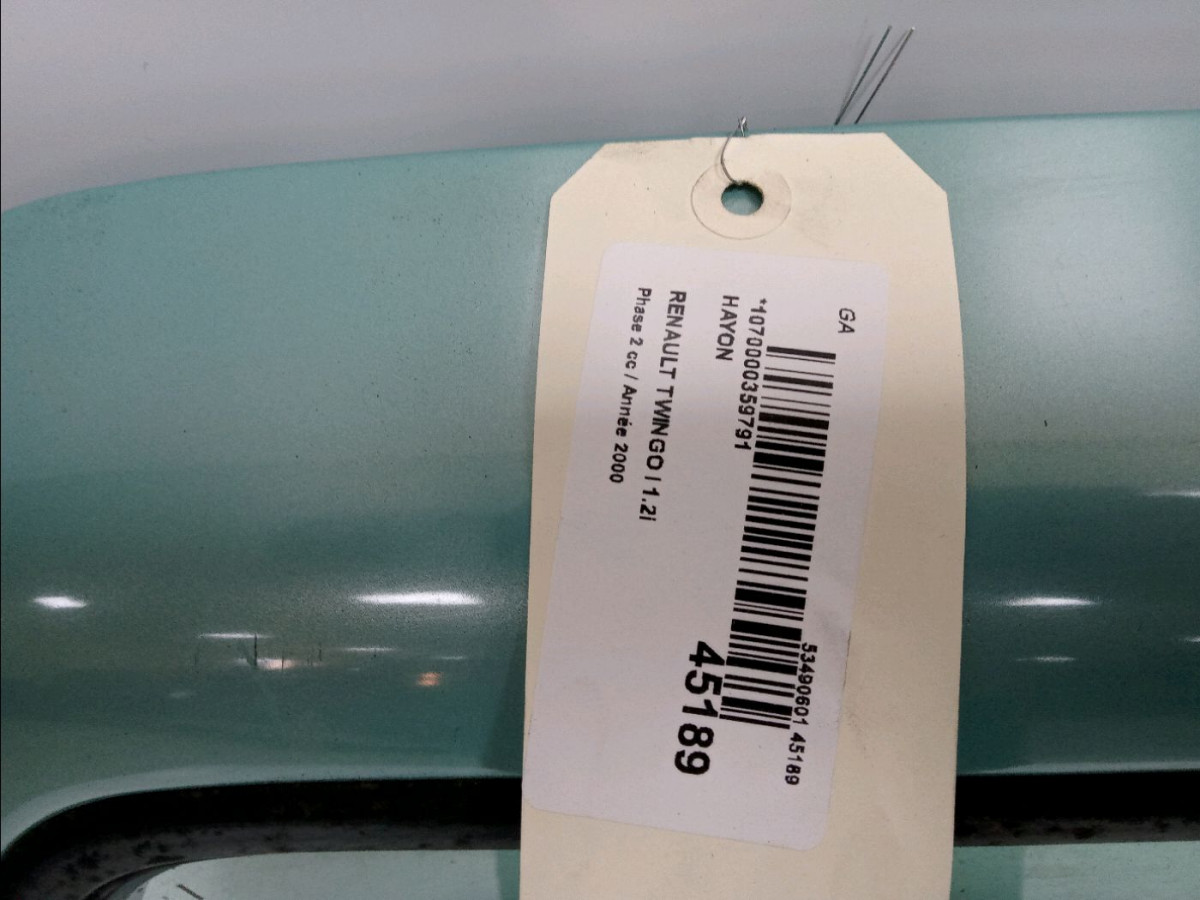 GA
53490601 45189
*1070000359791
HAYON
45189
RENAULT TWINGO I 1.2i
Phase 2 cc / Année 2000